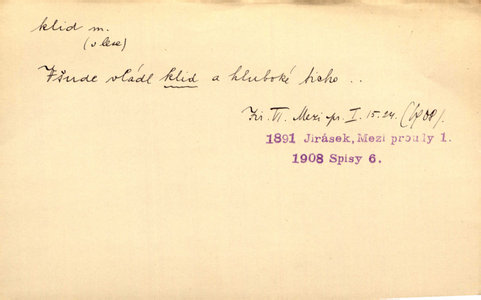 klid m.
(v lese)
Všude vládl klid a hluboké ticho ..
Jir. VI. Mezi pr. I. 15.24. (1908).
1891 Jirásek, Mezi proudy 1.
1908 Spisy 6.